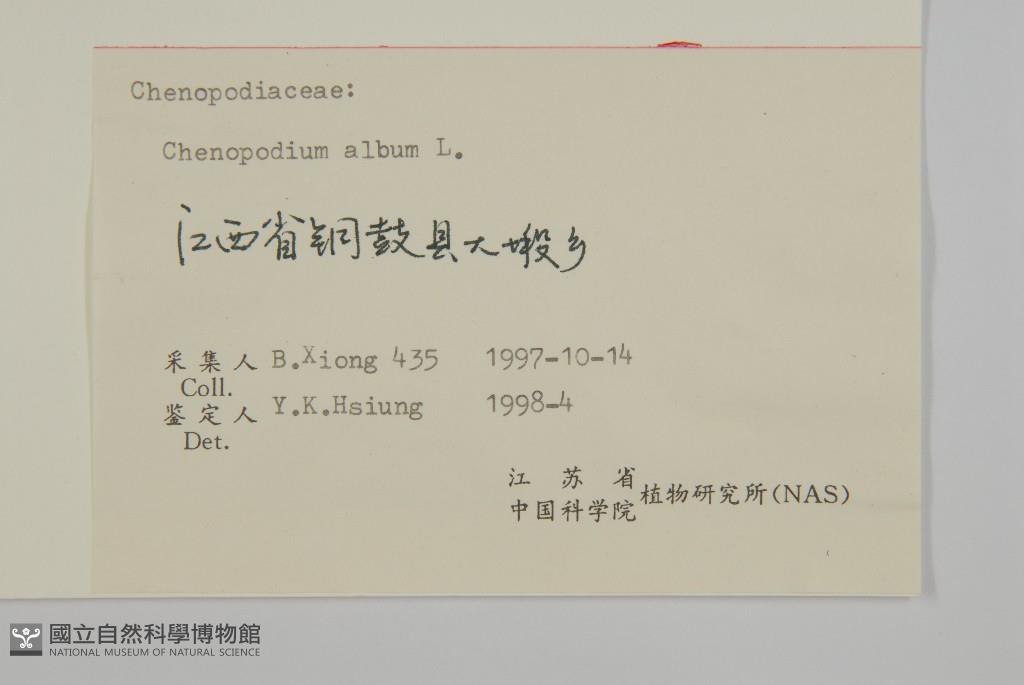 Chenopodiaceae:
Chenopodium album L.
江西省铜鼓县大塅乡
采集人 B.Xiong 435 1997-10-14
Coll.
鉴定人 Y.K.Hsiung 1998-4
Det.
江苏省
中国科学院 植物研究所(NAS)
國立自然科學博物館
NATIONAL MUSEUM OF NATURAL SCIENCE